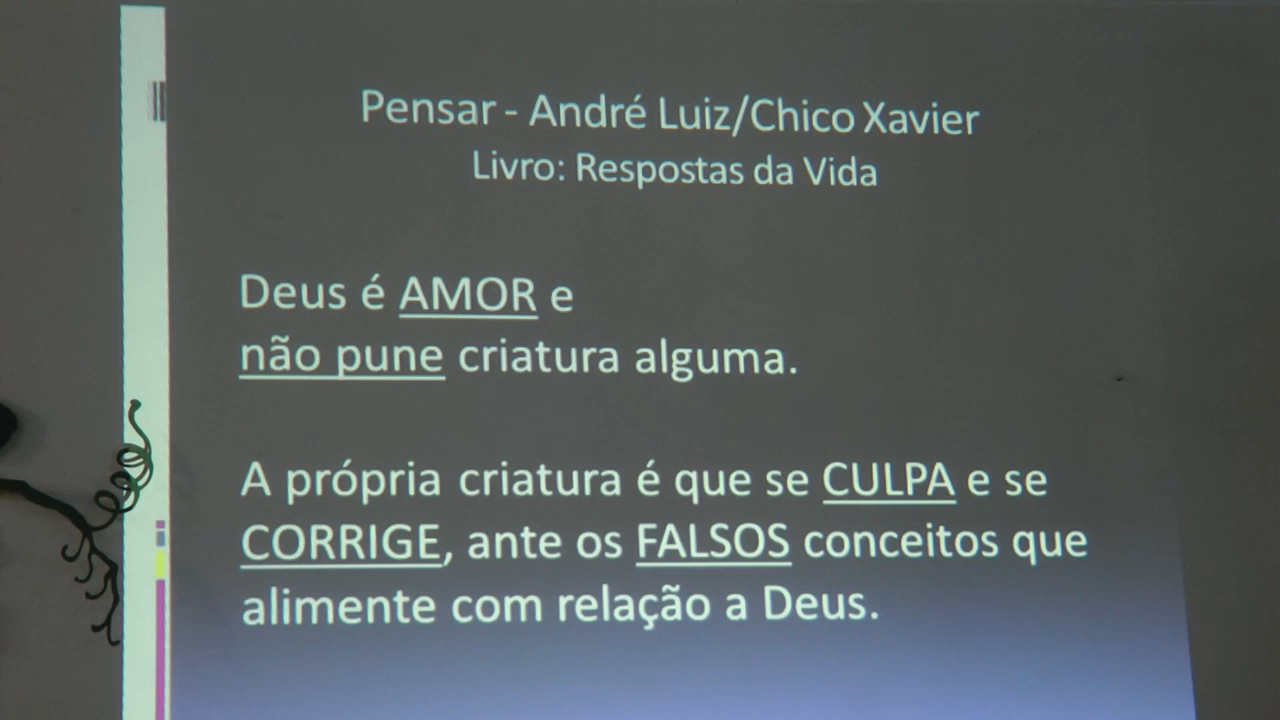 Pensar - André Luiz/Chico Xavier
Livro: Respostas da Vida
Deus é AMOR e
não pune criatura alguma.
A própria criatura é que se CULPA e se
CORRIGE, ante os FALSOS conceitos que
alimente com relação a Deus.